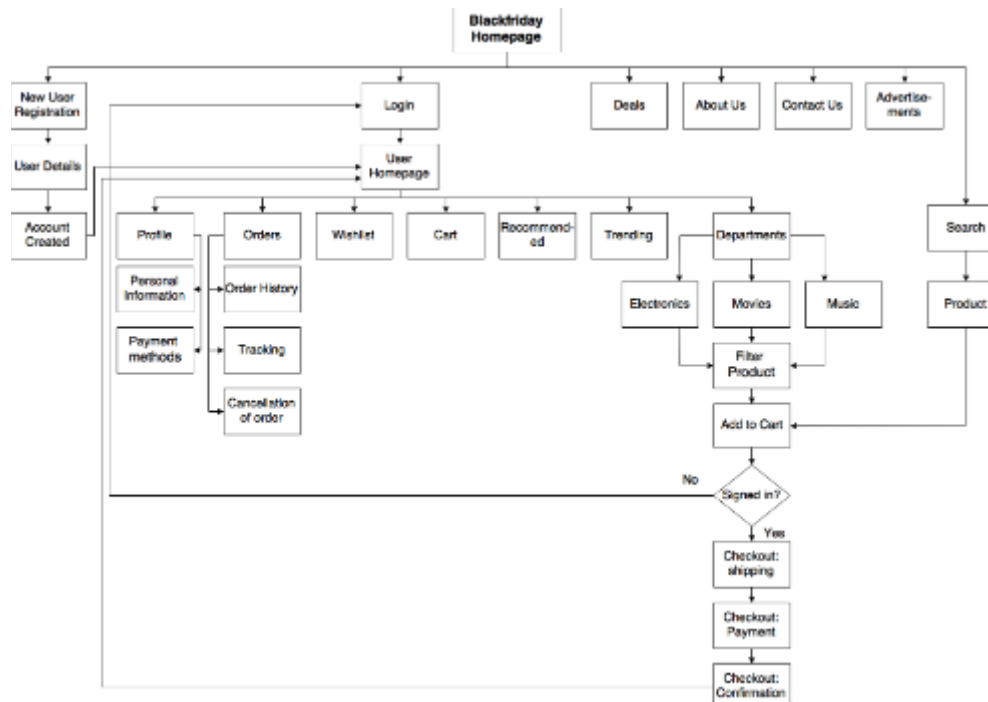 Blackfriday
Homepage
New User
Registration
Login
Deals
About Us
Contact Us
Advertise-
ments
User Details
User
Homepage
Account
Created
Profile
Orders
Wishlist
Cart
Recommend-
ed
Trending
Departments
Search
Personal
Information
Order History
Electronics
Movies
Music
Product
Payment
methods
Tracking
Filter
Product
Cancellation
of order
Add to Cart
No
Signed in?
Yes
Checkout:
shipping
Checkout:
Payment
Checkout:
Confirmation